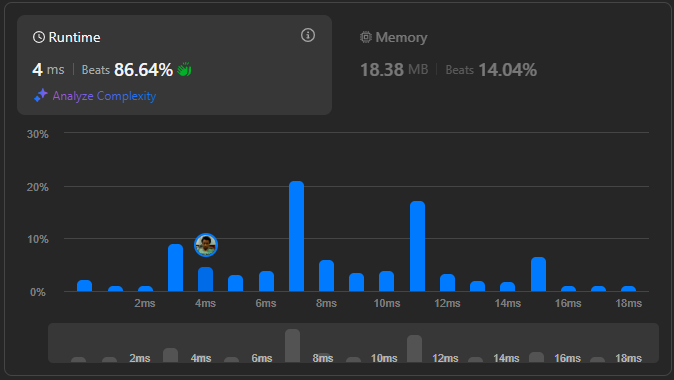 Runtime
4 ms | Beats 86.64%
Analyze Complexity
Memory
18.38 MB | Beats 14.04%
30%
20%
10%
0%
2ms 4ms 6ms 8ms 10ms 12ms 14ms 16ms 18ms
2ms 4ms 6ms 8ms 10ms 12ms 14ms 16ms 18ms